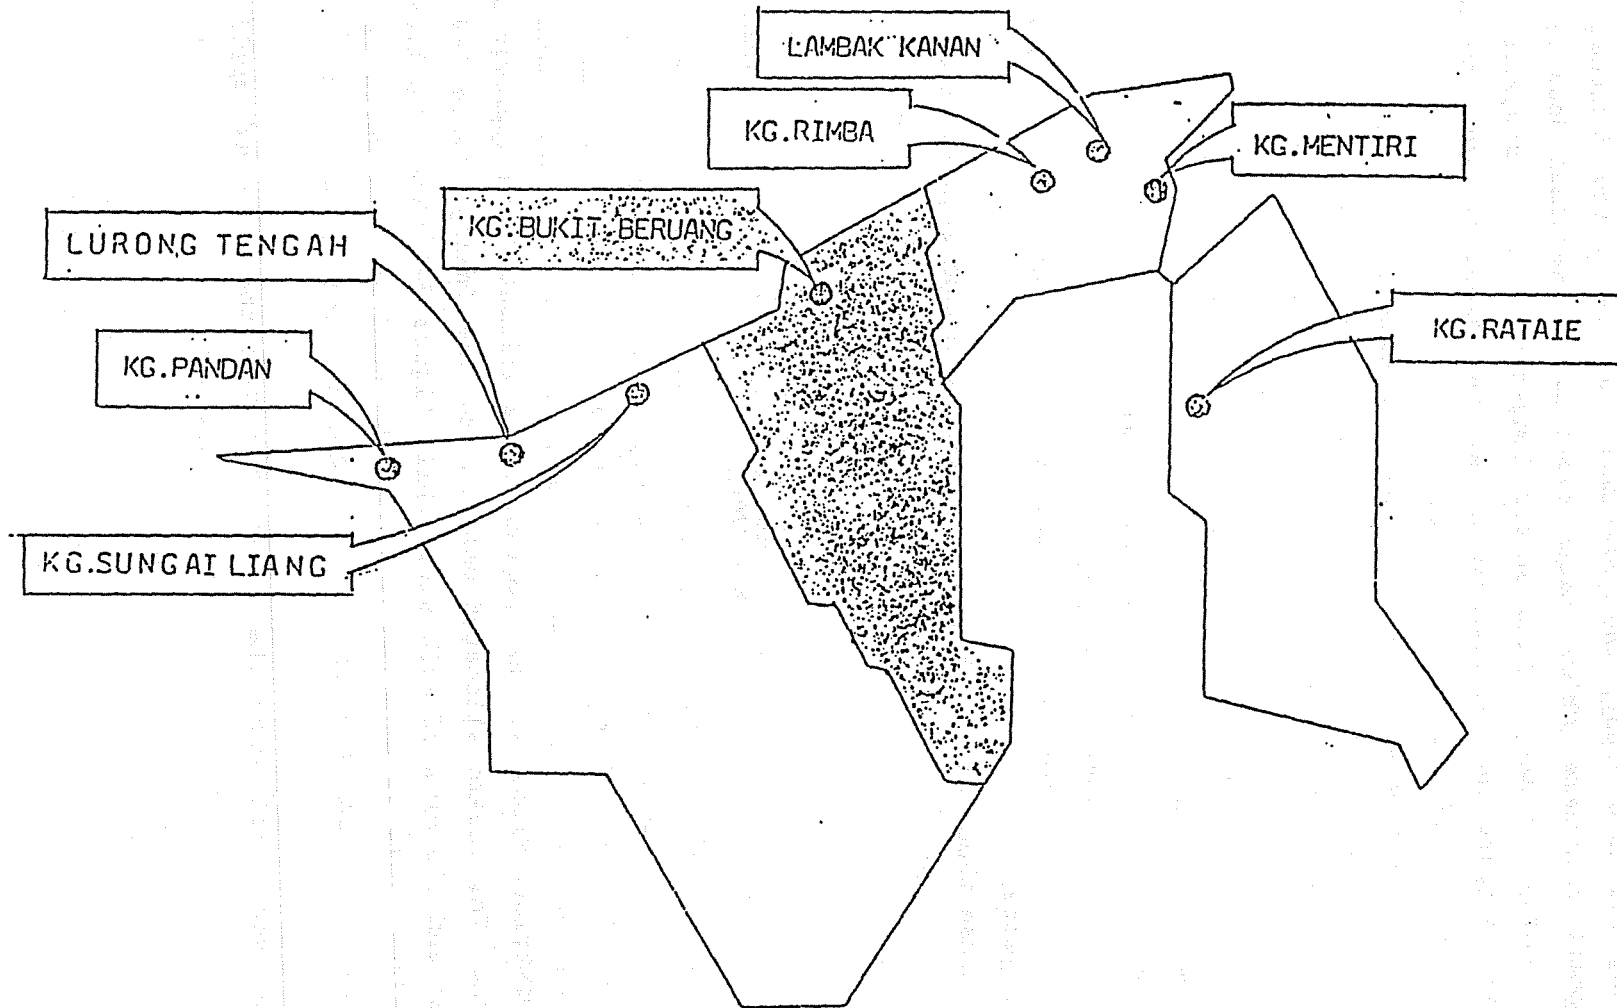 LAMBAK KANAN
KG.RIMBA
KG.MENTIRI
KG.BUKIT BERUANG
LURONG TENGAH
KG.RATAIE
KG.PANDAN
KG.SUNGAI LIANG